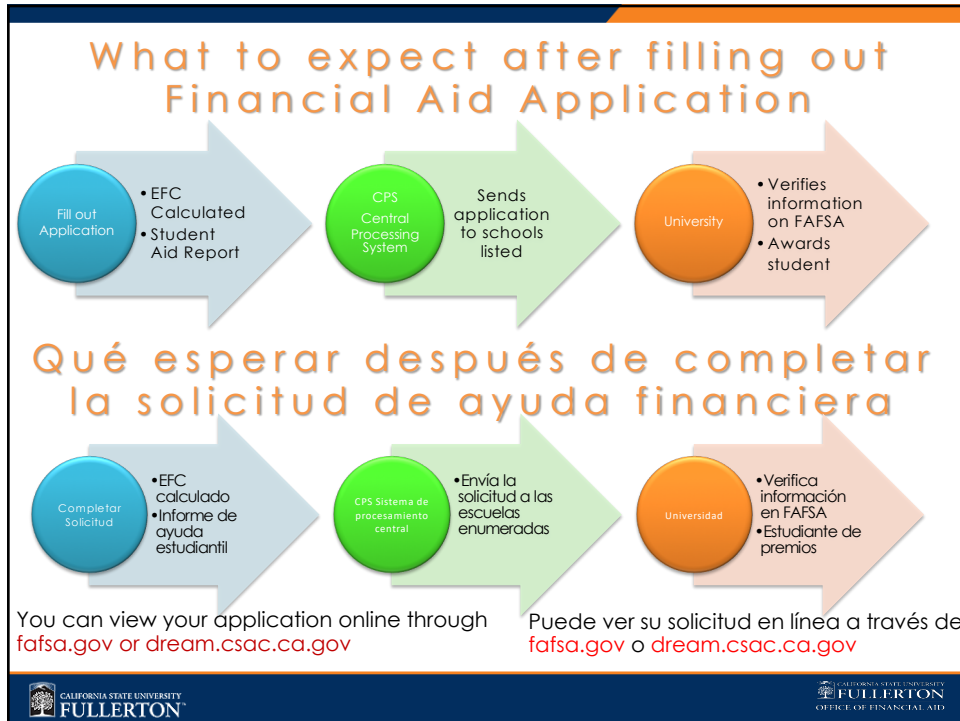 What to expect after filling out
Financial Aid Application
Fill out
Application
• EFC
Calculated
• Student
Aid Report
CPS
Central
Processing
System
Sends
application
to schools
listed
University
• Verifies
information
on FAFSA
• Awards
student
Qué esperar después de completar
la solicitud de ayuda financiera
Completar
Solicitud
•EFC
calculado
•Informe de
ayuda
estudiantil
CPS Sistema de
procesamiento
central
•Envía la
solicitud a las
escuelas
enumeradas
Universidad
•Verifica
información
en FAFSA
•Estudiante de
premios
You can view your application online through
fafsa.gov or dream.csac.ca.gov
Puede ver su solicitud en línea a través de
fafsa.gov o dream.csac.ca.gov
CALIFORNIA STATE UNIVERSITY
FULLERTON™
CALIFORNIA STATE UNIVERSITY
FULLERTON
OFFICE OF FINANCIAL AID